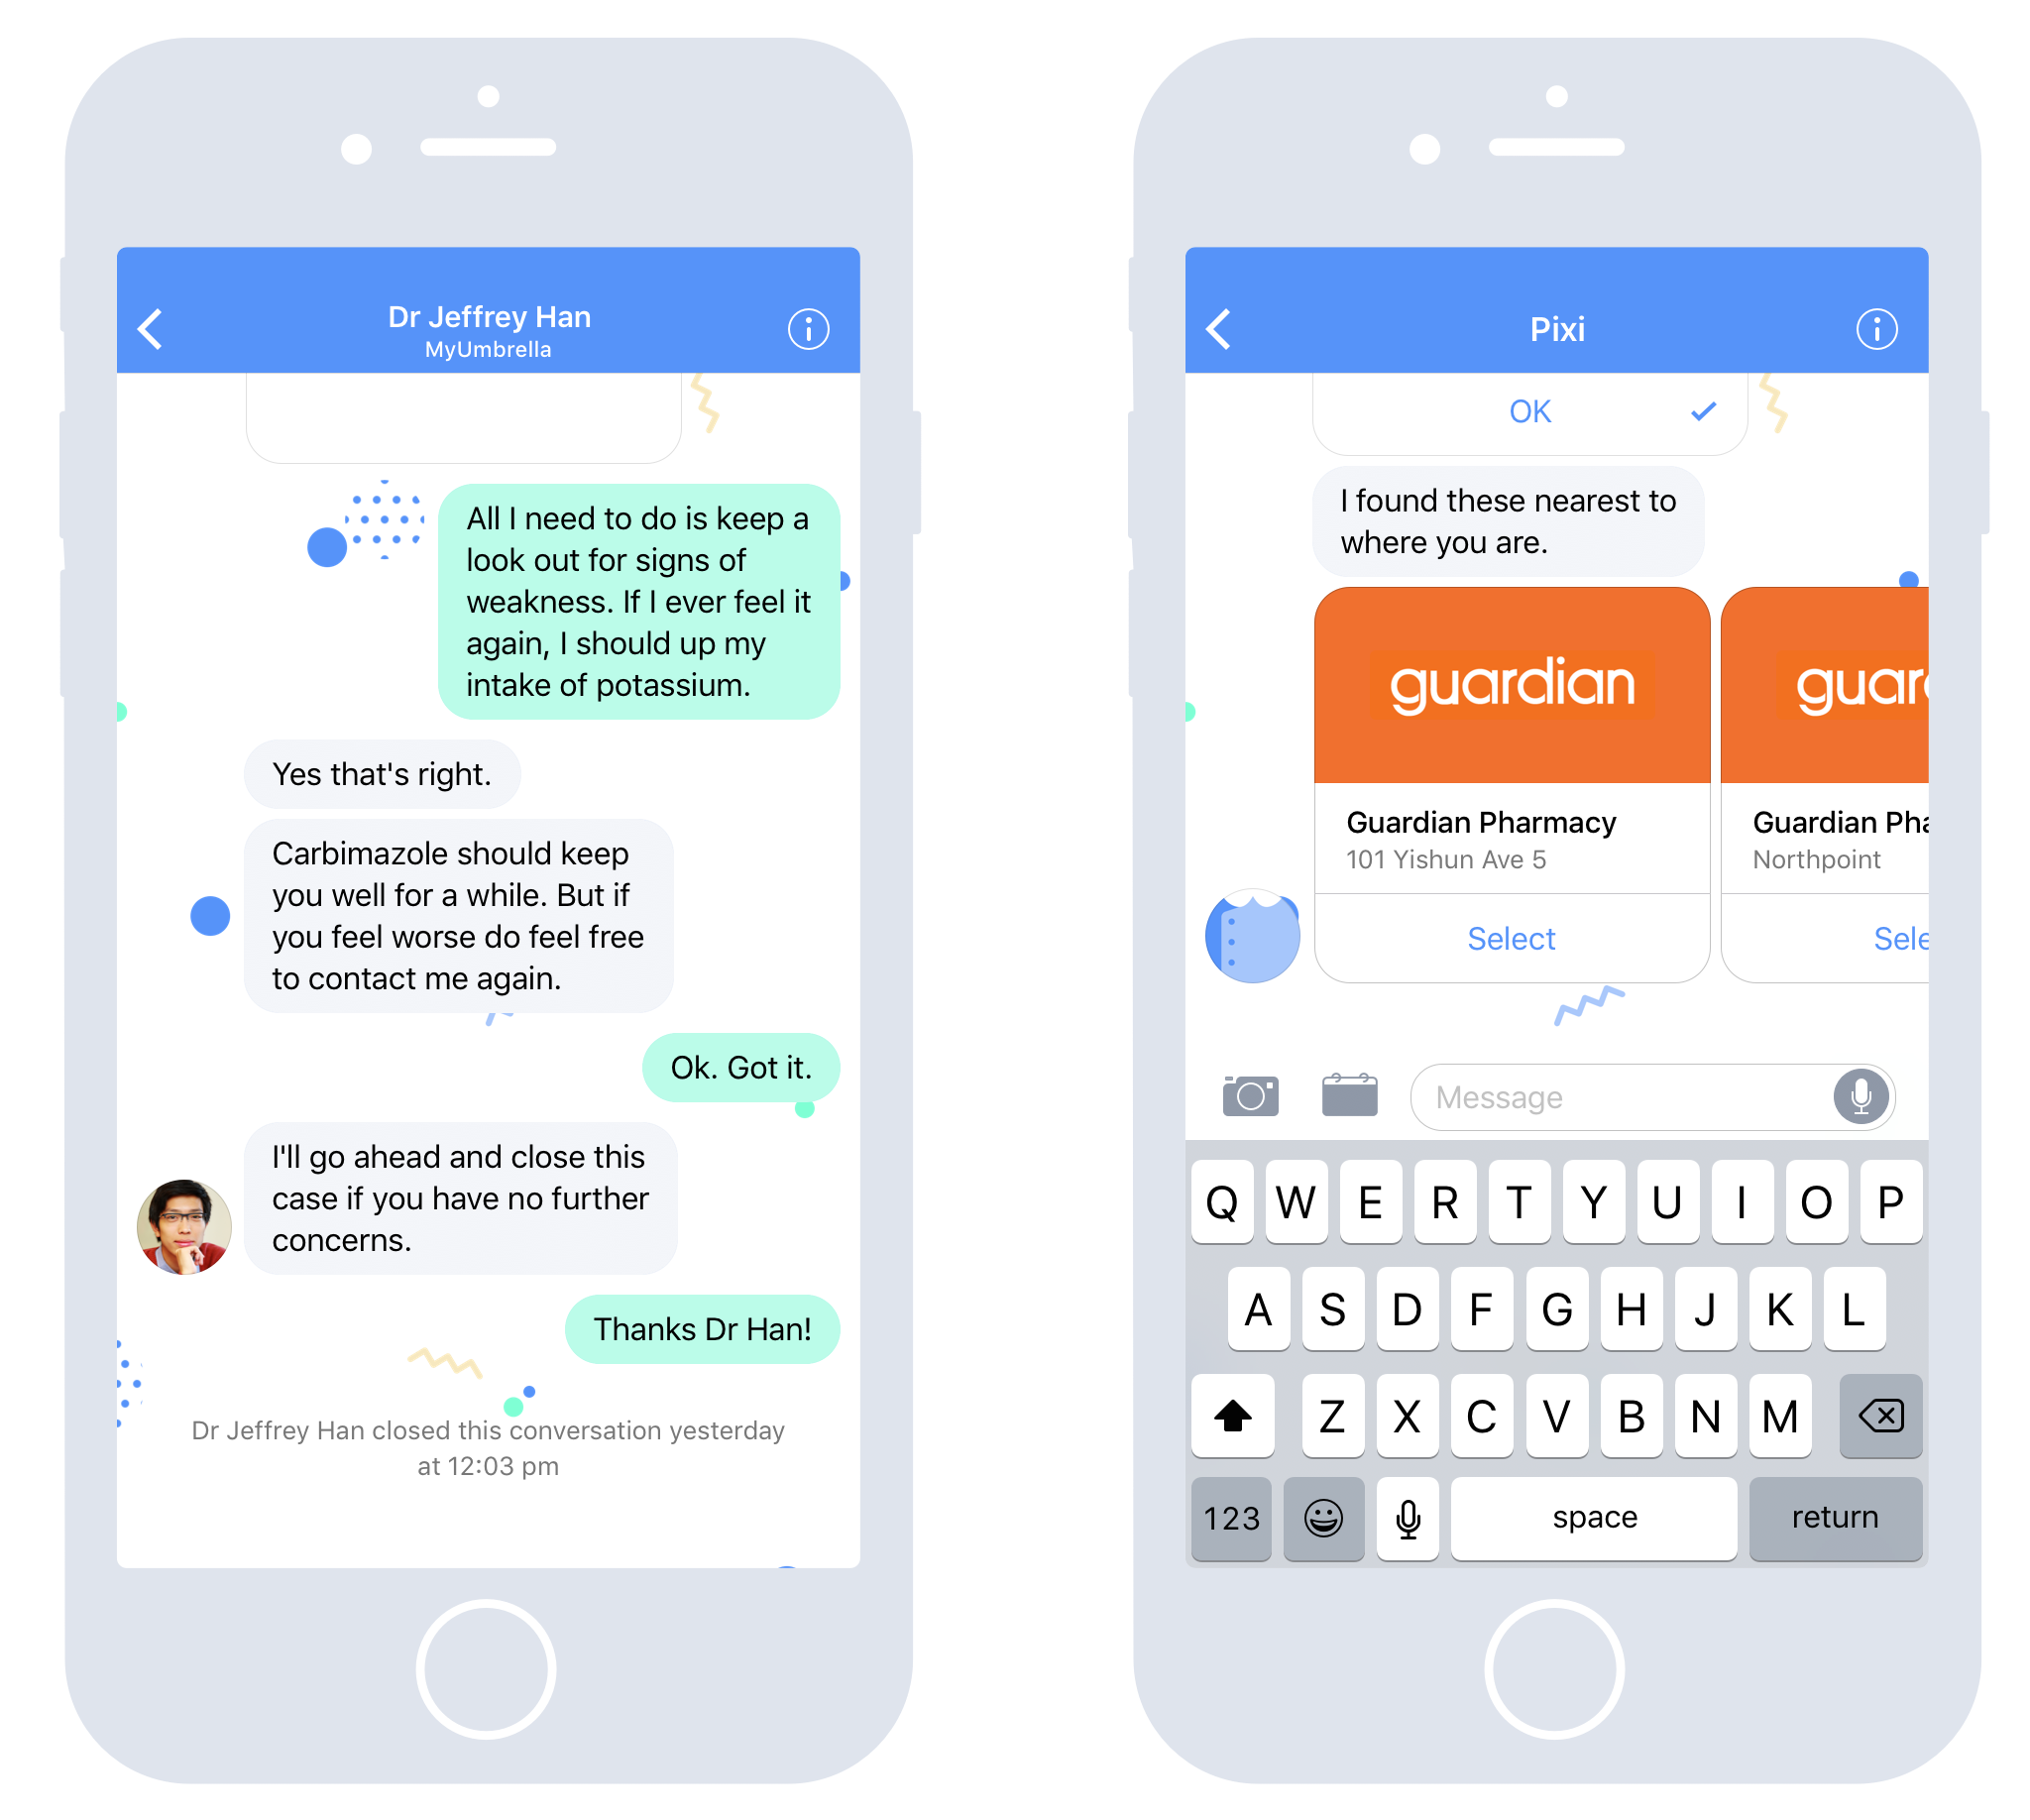 Dr Jeffrey Han
MyUmbrella
All I need to do is keep a
look out for signs of
weakness. If I ever feel it
again, I should up my
intake of potassium.
Yes that's right.
Carbimazole should keep
you well for a while. But if
you feel worse do feel free
to contact me again.
Ok. Got it.
I'll go ahead and close this
case if you have no further
concerns.
Thanks Dr Han!
Dr Jeffrey Han closed this conversation yesterday
at 12:03 pm
Pixi
OK
I found these nearest to
where you are.
guardian
guar
Guardian Pharmacy
101 Yishun Ave 5
Select
Guardian Pha
Northpoint
Sele
Message
Q W E R T Y U I O P
A S D F G H J K L
Z X C V B N M
123 space return